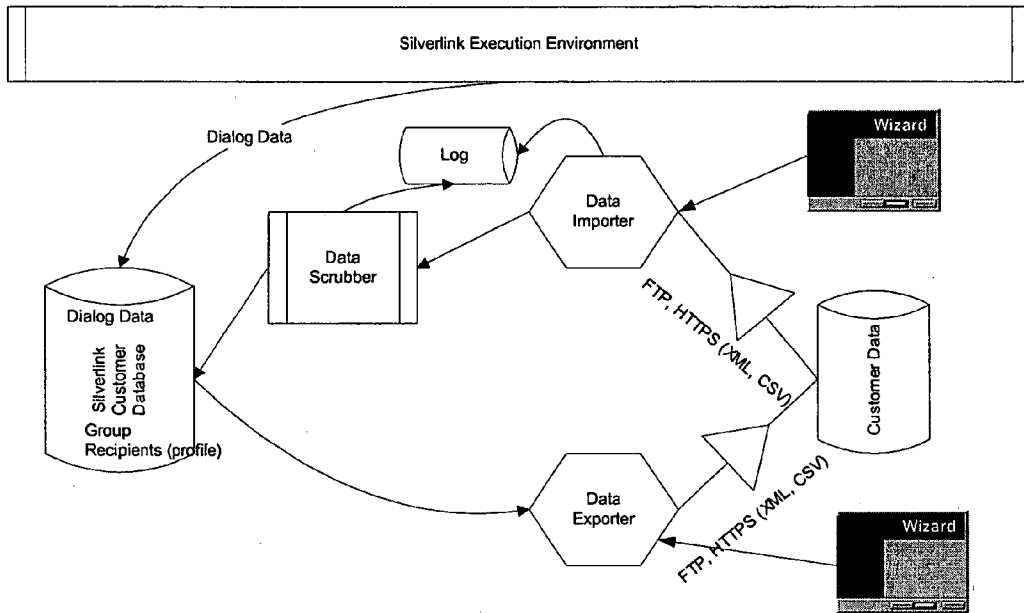 Silverlink Execution Environment
Dialog Data
Log
Wizard
Data
Importer
Data
Scrubber
FTP, HTTPS (XML, CSV)
Dialog Data
Silverlink
Customer
Database
Group
Recipients (profile)
Customer Data
Data
Exporter
FTP, HTTPS (XML, CSV)
Wizard